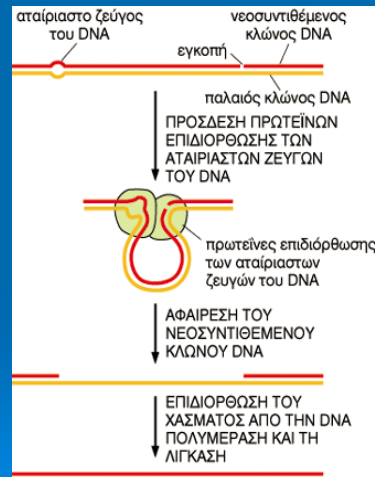 αταίριαστο ζεύγος
του DNA
νεοσυντιθέμενος
κλώνος DNA
εγκοπή
παλαιός κλώνος DNA
ΠΡΟΣΔΕΣΗ ΠΡΩΤΕΪΝΩΝ
ΕΠΙΔΙΟΡΘΩΣΗΣ ΤΩΝ
ΑΤΑΙΡΙΑΣΤΩΝ ΖΕΥΓΩΝ
ΤΟΥ DNA
πρωτεΐνες επιδιόρθωσης
των αταίριαστων
ζευγών του DNA
ΑΦΑΙΡΕΣΗ ΤΟΥ
ΝΕΟΣΥΝΤΙΘΕΜΕΝΟΥ
ΚΛΩΝΟΥ DNA
ΕΠΙΔΙΟΡΘΩΣΗ ΤΟΥ
ΧΑΣΜΑΤΟΣ ΑΠΟ ΤΗΝ DNA
ΠΟΛΥΜΕΡΑΣΗ ΚΑΙ ΤΗ
ΛΙΓΚΑΣΗ